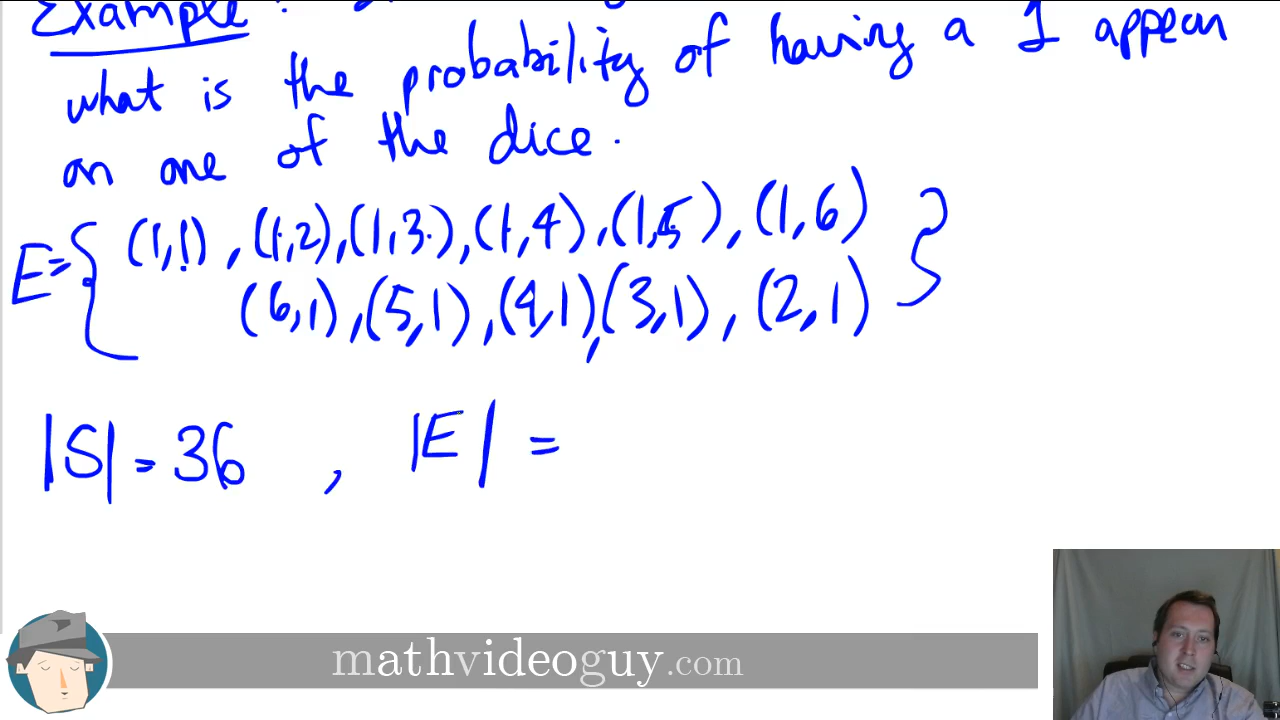 Example:
what is the probability of having a 1 appear
on one of the dice.
E = { (1,1), (1,2), (1,3), (1,4), (1,5), (1,6) }
(6,1), (5,1), (4,1), (3,1), (2,1)
|S| = 36 , |E| =
mathvideoguy.com